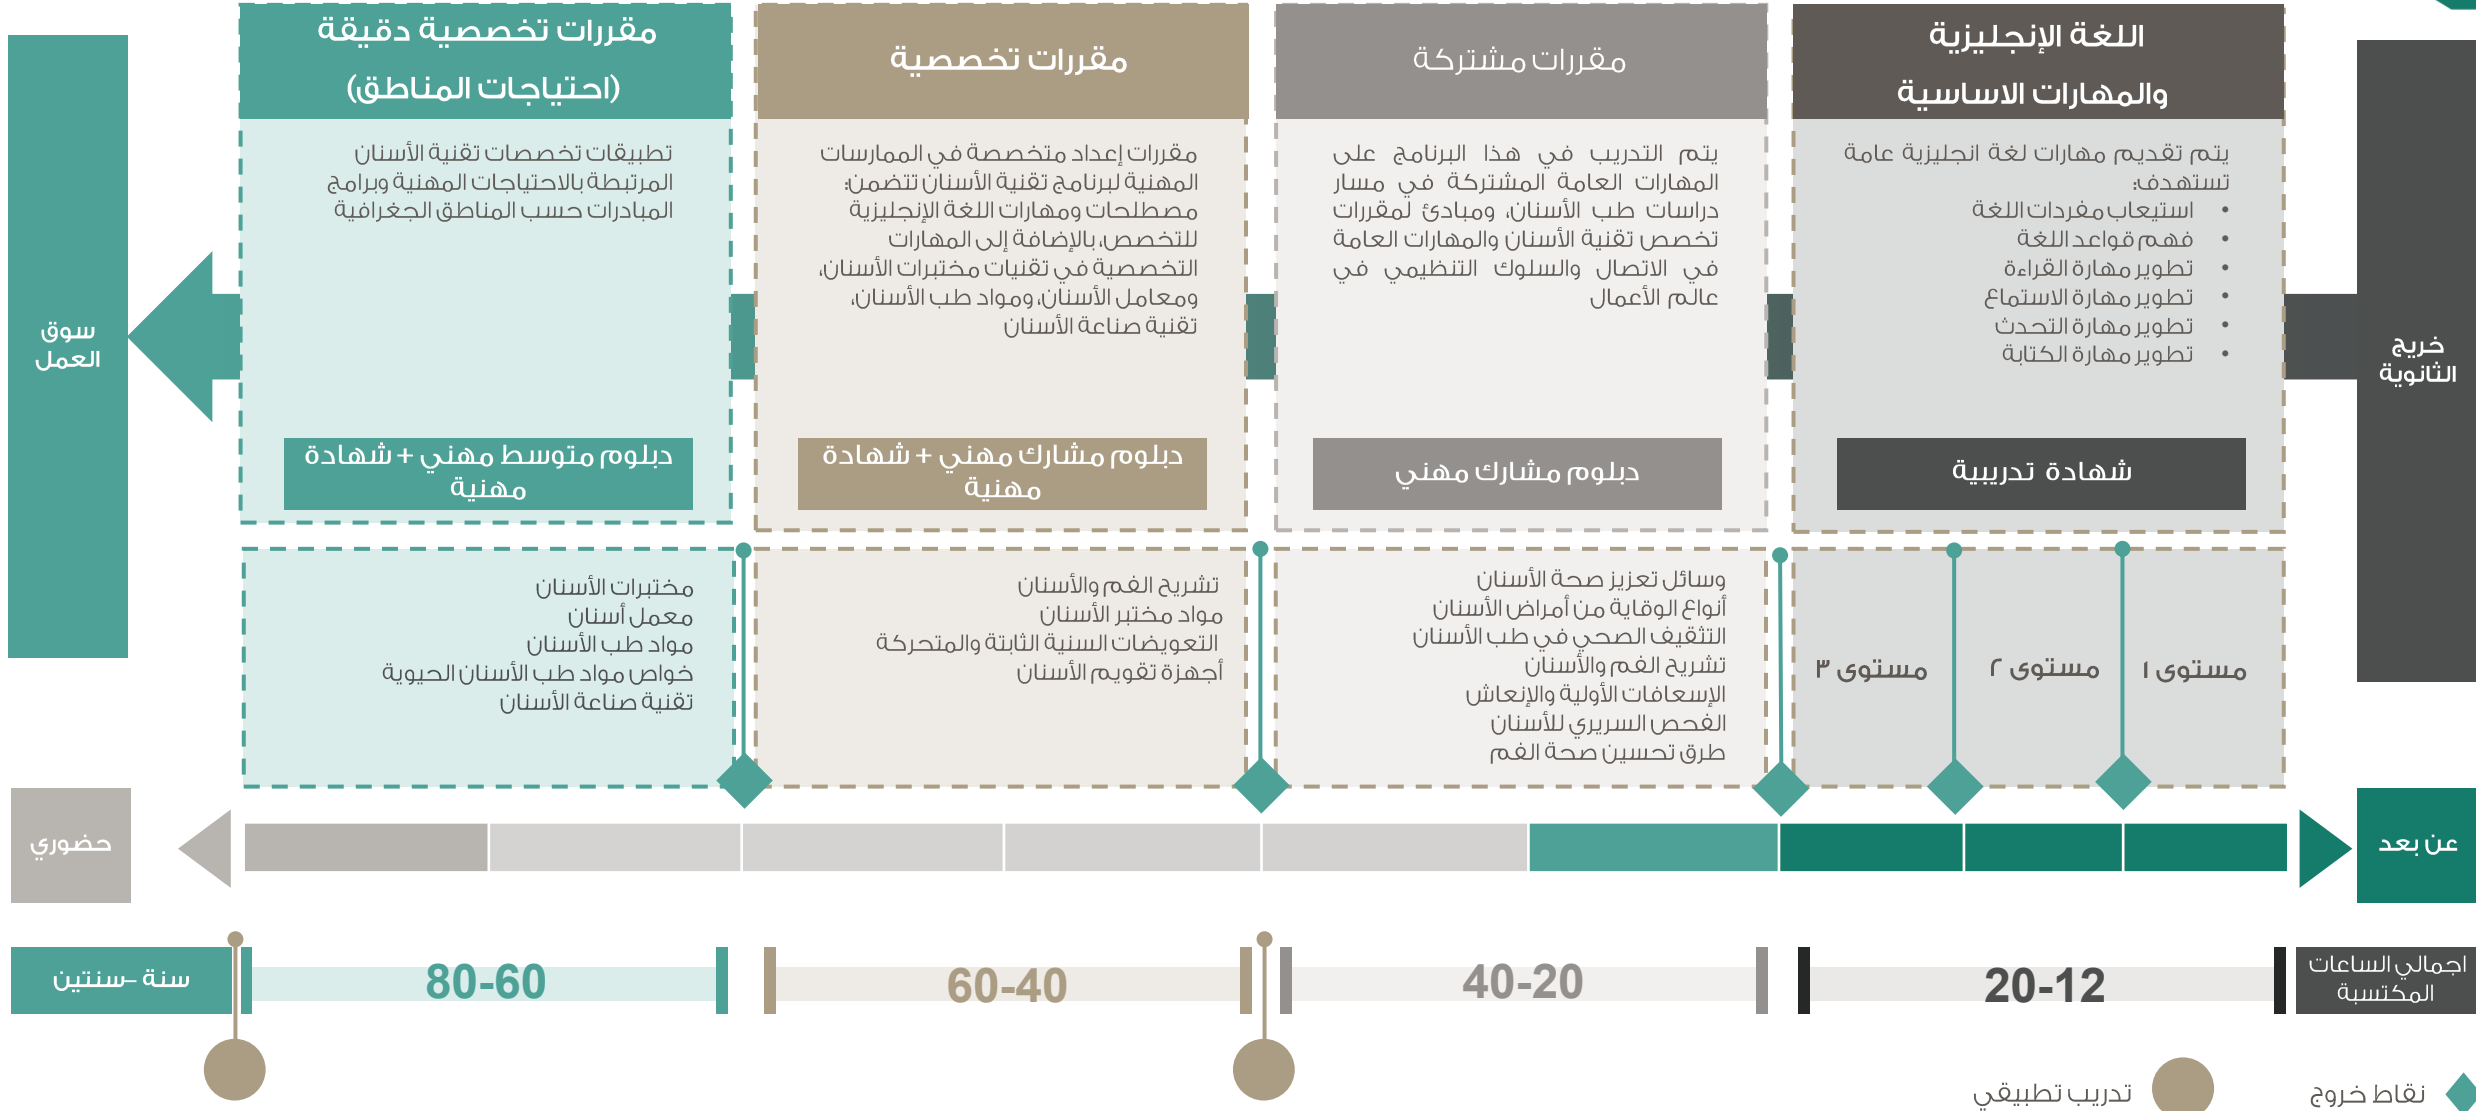 خريج
الثانوية
اللغة الإنجليزية
والمهارات الاساسية
يتم تقديم مهارات لغة انجليزية عامة
تستهدف:
• استيعاب مفردات اللغة
• فهم قواعد اللغة
• تطوير مهارة القراءة
• تطوير مهارة الاستماع
• تطوير مهارة التحدث
• تطوير مهارة الكتابة
شهادة تدريبية
مقررات مشتركة
يتم التدريب في هذا البرنامج على
المهارات العامة المشتركة في مسار
دراسات طب الأسنان، ومبادئ لمقررات
تخصص تقنية الأسنان والمهارات العامة
في الاتصال والسلوك التنظيمي في
عالم الأعمال
دبلوم مشارك مهني
مقررات تخصصية
مقررات إعداد متخصصة في الممارسات
المهنية لبرنامج تقنية الأسنان تتضمن:
مصطلحات ومهارات اللغة الإنجليزية
للتخصص، بالإضافة إلى المهارات
التخصصية في تقنيات مختبرات الأسنان،
ومعامل الأسنان، ومواد طب الأسنان،
تقنية صناعة الأسنان
دبلوم مشارك مهني + شهادة
مهنية
مقررات تخصصية دقيقة
(احتياجات المناطق)
تطبيقات تخصصات تقنية الأسنان
المرتبطة بالاحتياجات المهنية وبرامج
المبادرات حسب المناطق الجغرافية
دبلوم متوسط مهني + شهادة
مهنية
سوق
العمل
مستوى ١
مستوى ٢
مستوى ٣
وسائل تعزيز صحة الأسنان
أنواع الوقاية من أمراض الأسنان
التثقيف الصحي في طب الأسنان
تشريح الفم والأسنان
الإسعافات الأولية والإنعاش
الفحص السريري للأسنان
طرق تحسين صحة الفم
تشريح الفم والأسنان
مواد مختبر الأسنان
التعويضات السنية الثابتة والمتحركة
أجهزة تقويم الأسنان
مختبرات الأسنان
معمل أسنان
مواد طب الأسنان
خواص مواد طب الأسنان الحيوية
تقنية صناعة الأسنان
عن بعد
حضوري
اجمالي الساعات
المكتسبة
20-12
40-20
60-40
80-60
سنة –سنتين
نقاط خروج
تدريب تطبيقي